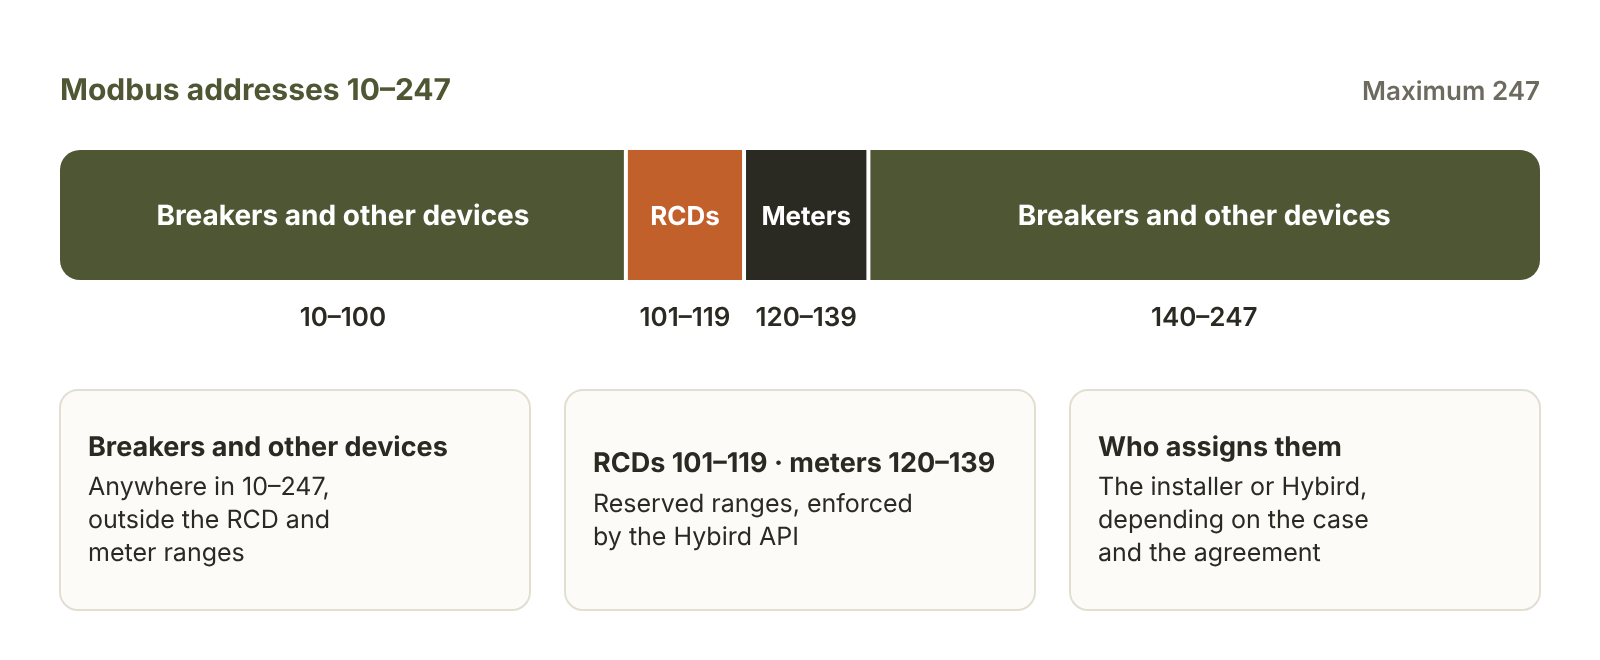 Modbus addresses 10–247
Maximum 247
Breakers and other devices
RCDs
Meters
Breakers and other devices
10–100
101–119
120–139
140–247
Breakers and other devices
Anywhere in 10–247,
outside the RCD and
meter ranges
RCDs 101–119 · meters 120–139
Reserved ranges, enforced
by the Hybird API
Who assigns them
The installer or Hybird,
depending on the case
and the agreement